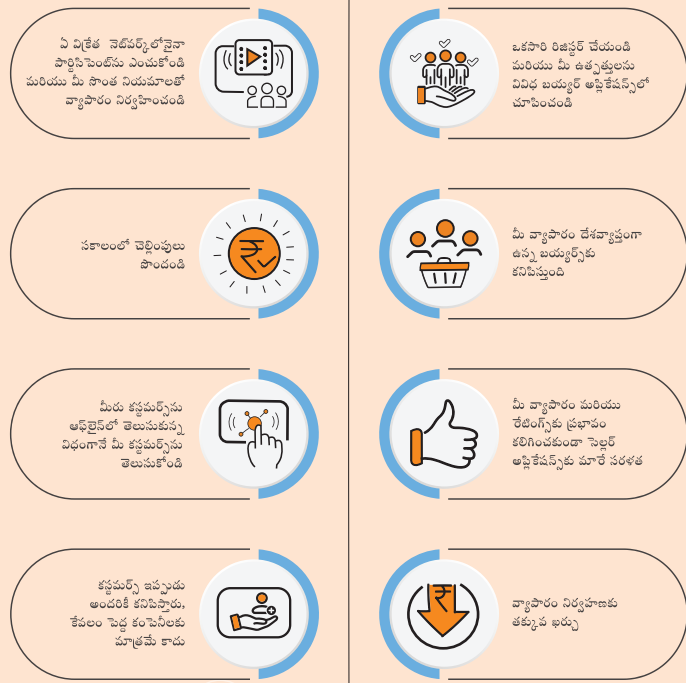 ఏ విక్రేత నెట్‌వర్క్‌లోనైనా
పార్టిసిపెంట్‌ను ఎంచుకోండి
మరియు మీ సొంత నియమాలతో
వ్యాపారం నిర్వహించండి
ఒకసారి రిజిస్టర్ చేయండి
మరియు మీ ఉత్పత్తులను
వివిధ బయ్యర్ అప్లికేషన్స్‌లో
చూపించండి
సకాలంలో చెల్లింపులు
పొందండి
మీ వ్యాపారం దేశవ్యాప్తంగా
ఉన్న బయ్యర్స్‌కు
కనిపిస్తుంది
మీరు కస్టమర్స్‌ను
ఆఫ్‌లైన్‌లో తెలుసుకున్న
విధంగానే మీ కస్టమర్స్‌ను
తెలుసుకోండి
మీ వ్యాపారం మరియు
రేటింగ్స్‌కు ప్రభావం
కలిగించకుండా సెల్లర్
అప్లికేషన్స్‌కు మారే సరళత
కస్టమర్స్ ఇప్పుడు
అందరికీ కనిపిస్తారు,
కేవలం పెద్ద కంపెనీలకు
మాత్రమే కాదు
వ్యాపారం నిర్వహణకు
తక్కువ ఖర్చు